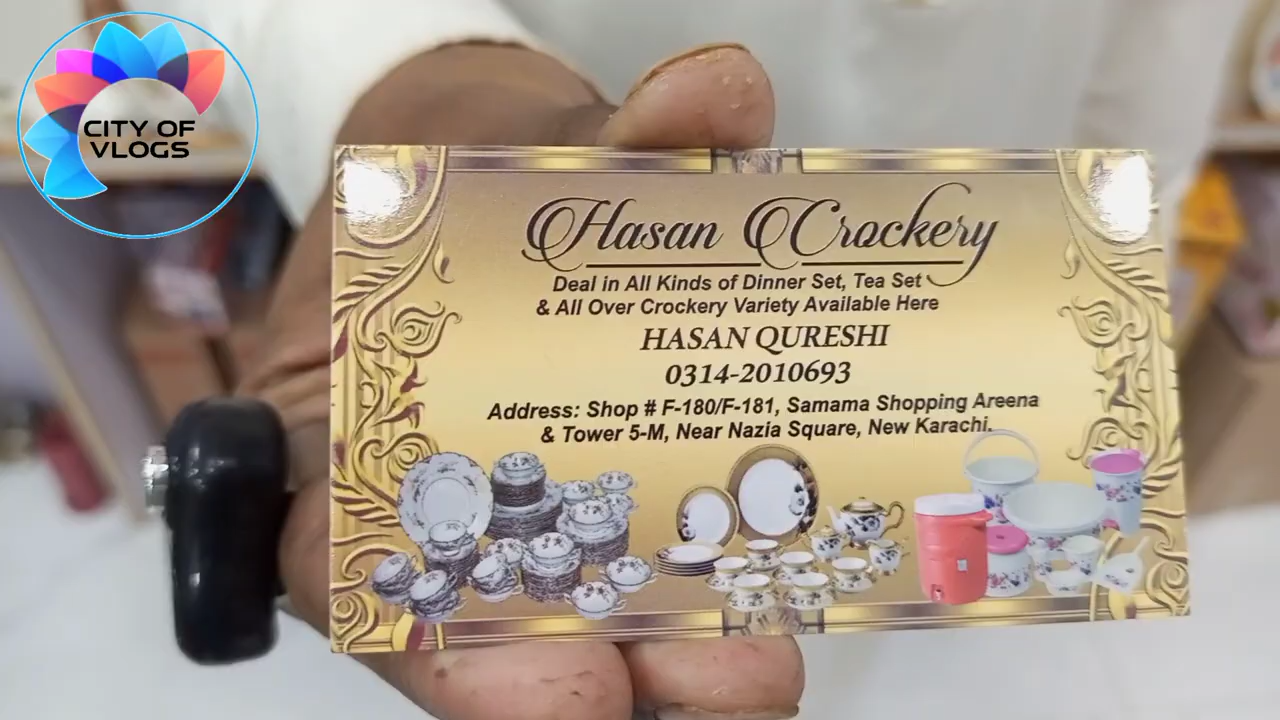 CITY OF
VLOGS
Hasan Crockery
Deal in All Kinds of Dinner Set, Tea Set
& All Over Crockery Variety Available Here
HASAN QURESHI
0314-2010693
Address: Shop # F-180/F-181, Samama Shopping Areena
& Tower 5-M, Near Nazia Square, New Karachi.